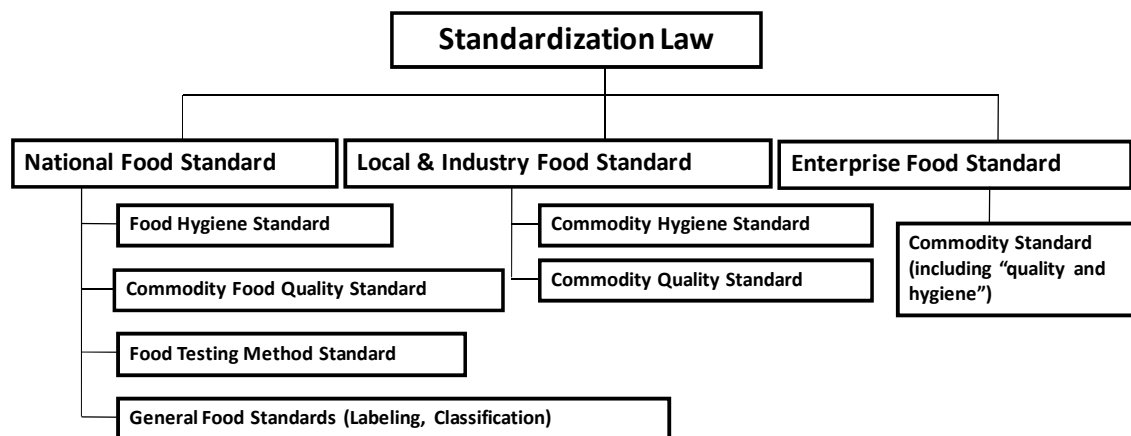 Standardization Law
National Food Standard
Local & Industry Food Standard
Enterprise Food Standard
Food Hygiene Standard
Commodity Food Quality Standard
Food Testing Method Standard
General Food Standards (Labeling, Classification)
Commodity Hygiene Standard
Commodity Quality Standard
Commodity Standard
(including “quality and
hygiene”)